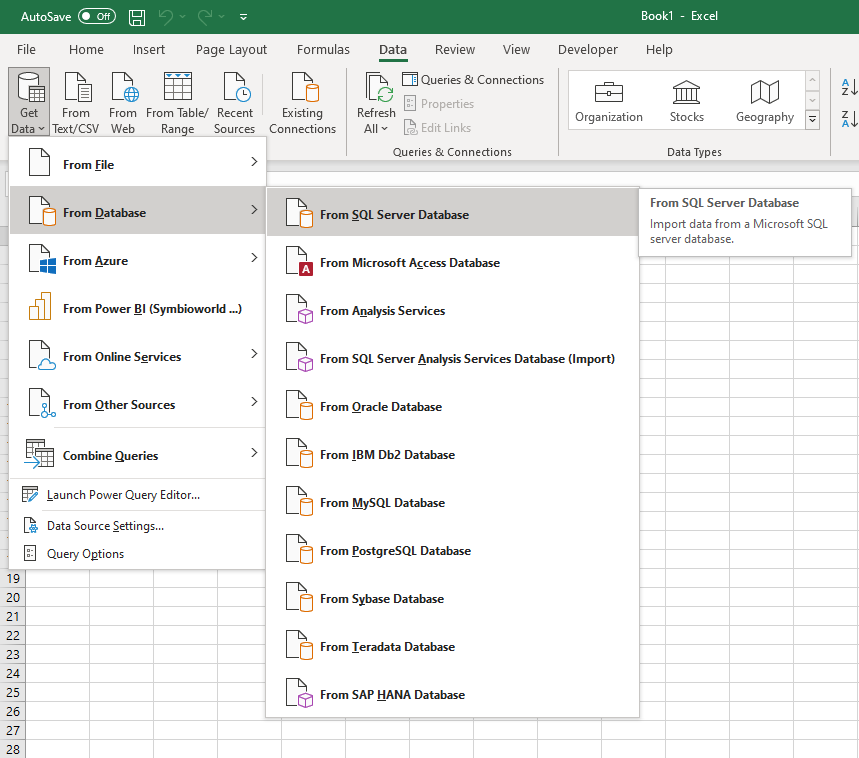 AutoSave Off
Book1 - Excel
File Home Insert Page Layout Formulas Data Review View Developer Help
Get Data
From Text/CSV
From Web
From Table/ Range
Recent Sources
Existing Connections
Refresh All
Queries & Connections
Properties
Edit Links
Queries & Connections
Organization
Stocks
Geography
Data Types
A
Z
Z
A
From File
From Database
From Azure
From Power BI (Symbioworld ...)
From Online Services
From Other Sources
Combine Queries
Launch Power Query Editor...
Data Source Settings...
Query Options
From SQL Server Database
From Microsoft Access Database
From Analysis Services
From SQL Server Analysis Services Database (Import)
From Oracle Database
From IBM Db2 Database
From MySQL Database
From PostgreSQL Database
From Sybase Database
From Teradata Database
From SAP HANA Database
From SQL Server Database
Import data from a Microsoft SQL
server database.
19
20
21
22
23
24
25
26
27
28